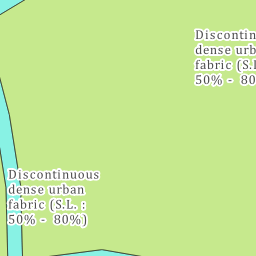 Discontin
dense urb
fabric (S.L
50% - 80
Discontinuous
dense urban
fabric (S.L. :
50% - 80%)